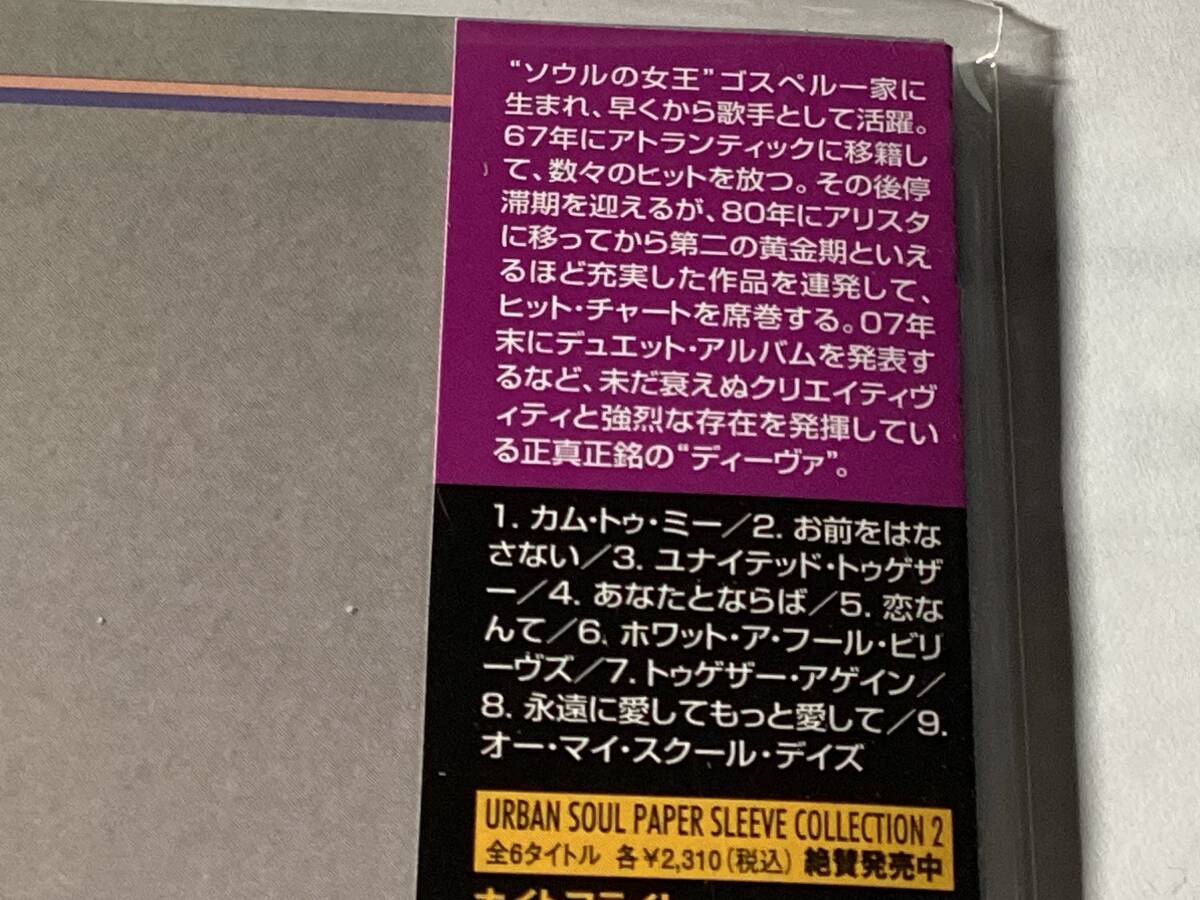 “ソウルの女王”ゴスペル一家に
生まれ、早くから歌手として活躍。
67年にアトランティックに移籍し
て、数々のヒットを放つ。その後停
滞期を迎えるが、80年にアリスタ
に移ってから第二の黄金期といえ
るほど充実した作品を連発して、
ヒット・チャートを席巻する。07年
末にデュエット・アルバムを発表す
るなど、未だ衰えぬクリエイティヴ
ィティと強烈な存在を発揮してい
る正真正銘の“ディーヴァ”。
1. カム・トゥ・ミー／2. お前をはな
さない／3. ユナイテッド・トゥゲザ
ー／4. あなたとならば／5. 恋な
んて／6. ホワット・ア・フール・ビリ
ーヴズ／7. トゥゲザー・アゲイン／
8. 永遠に愛してもっと愛して／9.
オー・マイ・スクール・デイズ
URBAN SOUL PAPER SLEEVE COLLECTION 2
全6タイトル 各￥2,310（税込）絶賛発売中